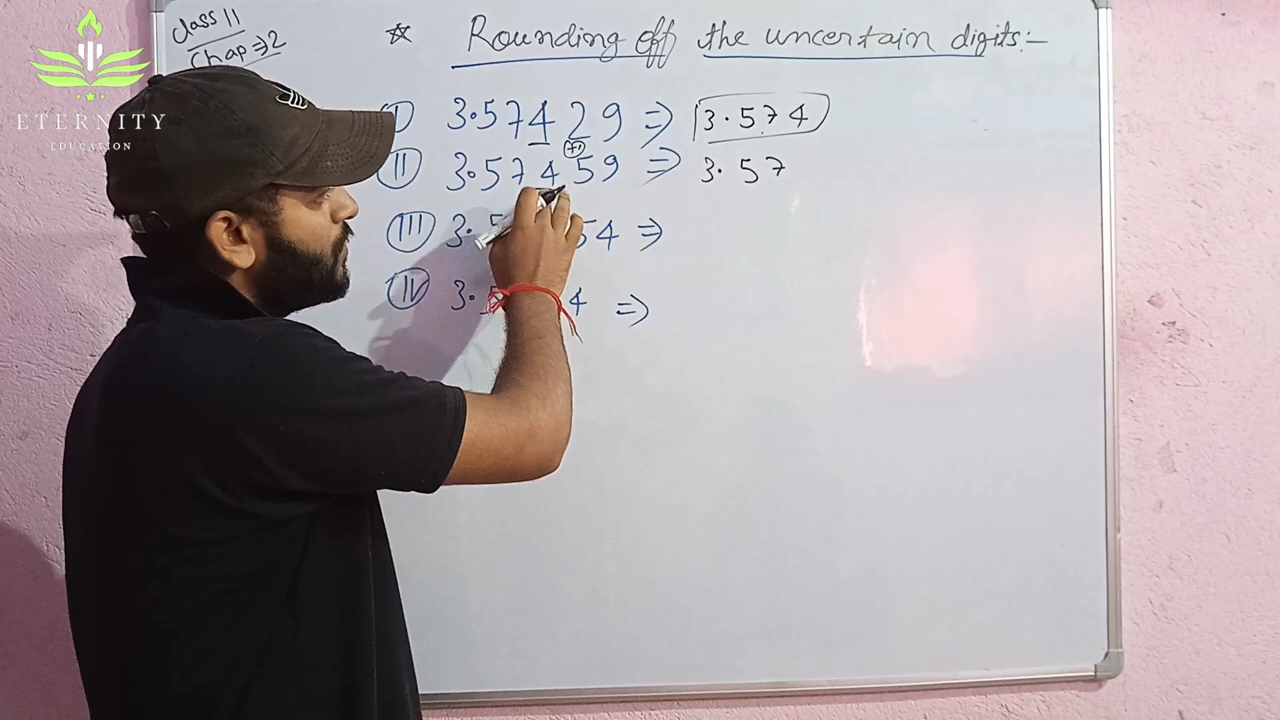 Class 11
Chap⇒2
ETERNITY
EDUCATION
☆ Rounding off the uncertain digits:-
I 3.57429 ⇒ 3.574
II 3.57459 ⇒ 3.57
III 3.5 54 ⇒
IV 3.5 4 ⇒